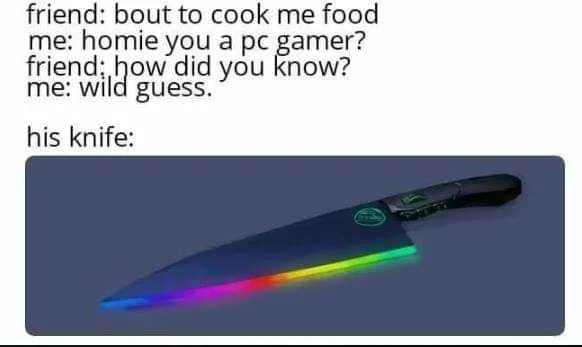 friend: bout to cook me food
me: homie you a pc gamer?
friend: how did you know?
me: wild guess.
his knife: